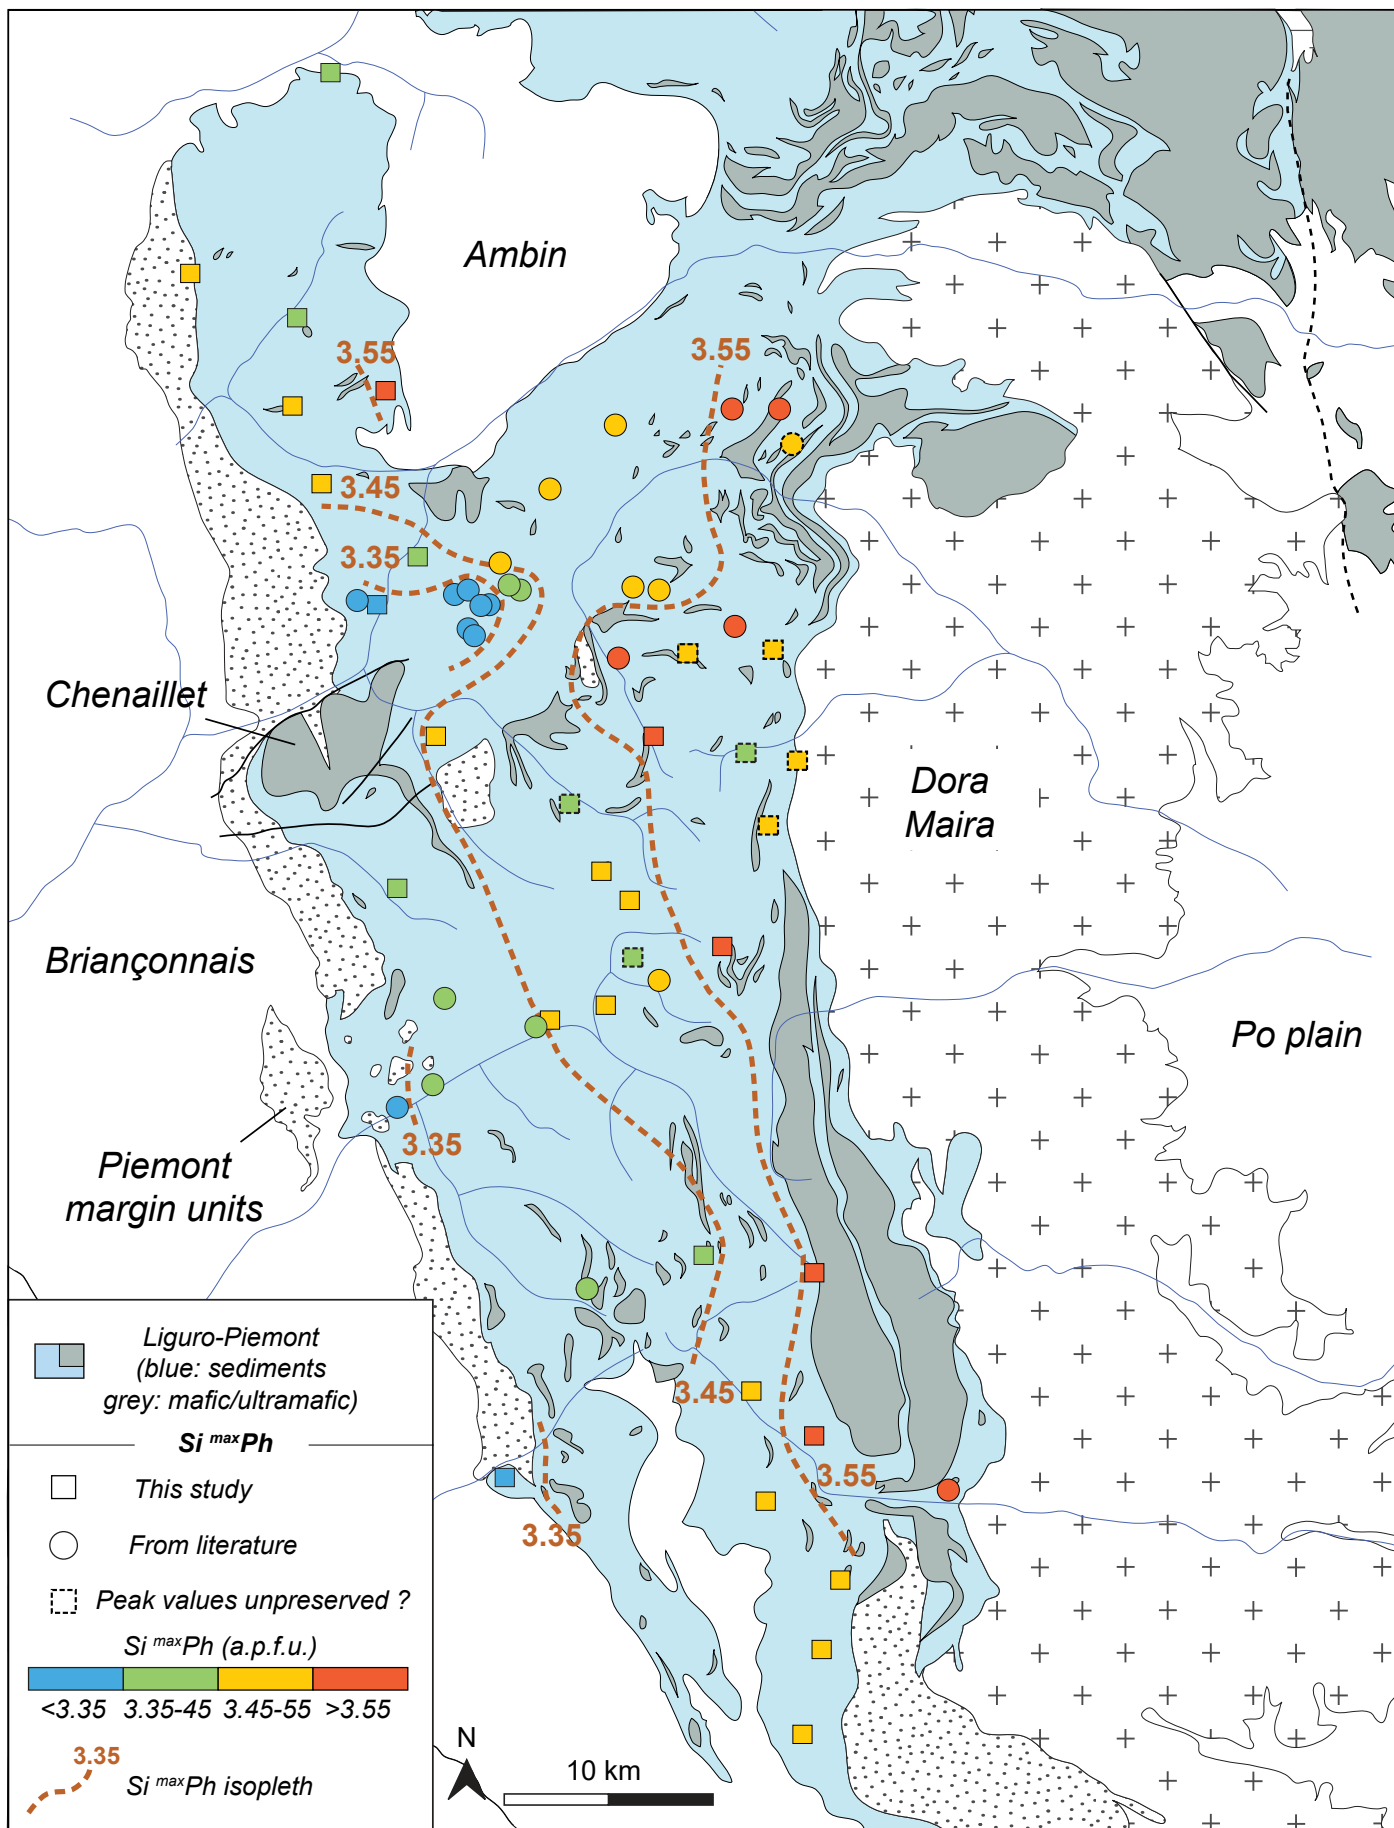 Ambin
3.55
3.55
3.45
3.35
Chenaillet
Dora
Maira
Briançonnais
Po plain
3.35
Piemont
margin units
3.45
3.55
3.35
Liguro-Piemont
(blue: sediments
grey: mafic/ultramafic)
Si maxPh
This study
From literature
Peak values unpreserved ?
Si maxPh (a.p.f.u.)
<3.35 3.35-45 3.45-55 >3.55
3.35
Si maxPh isopleth
N
10 km